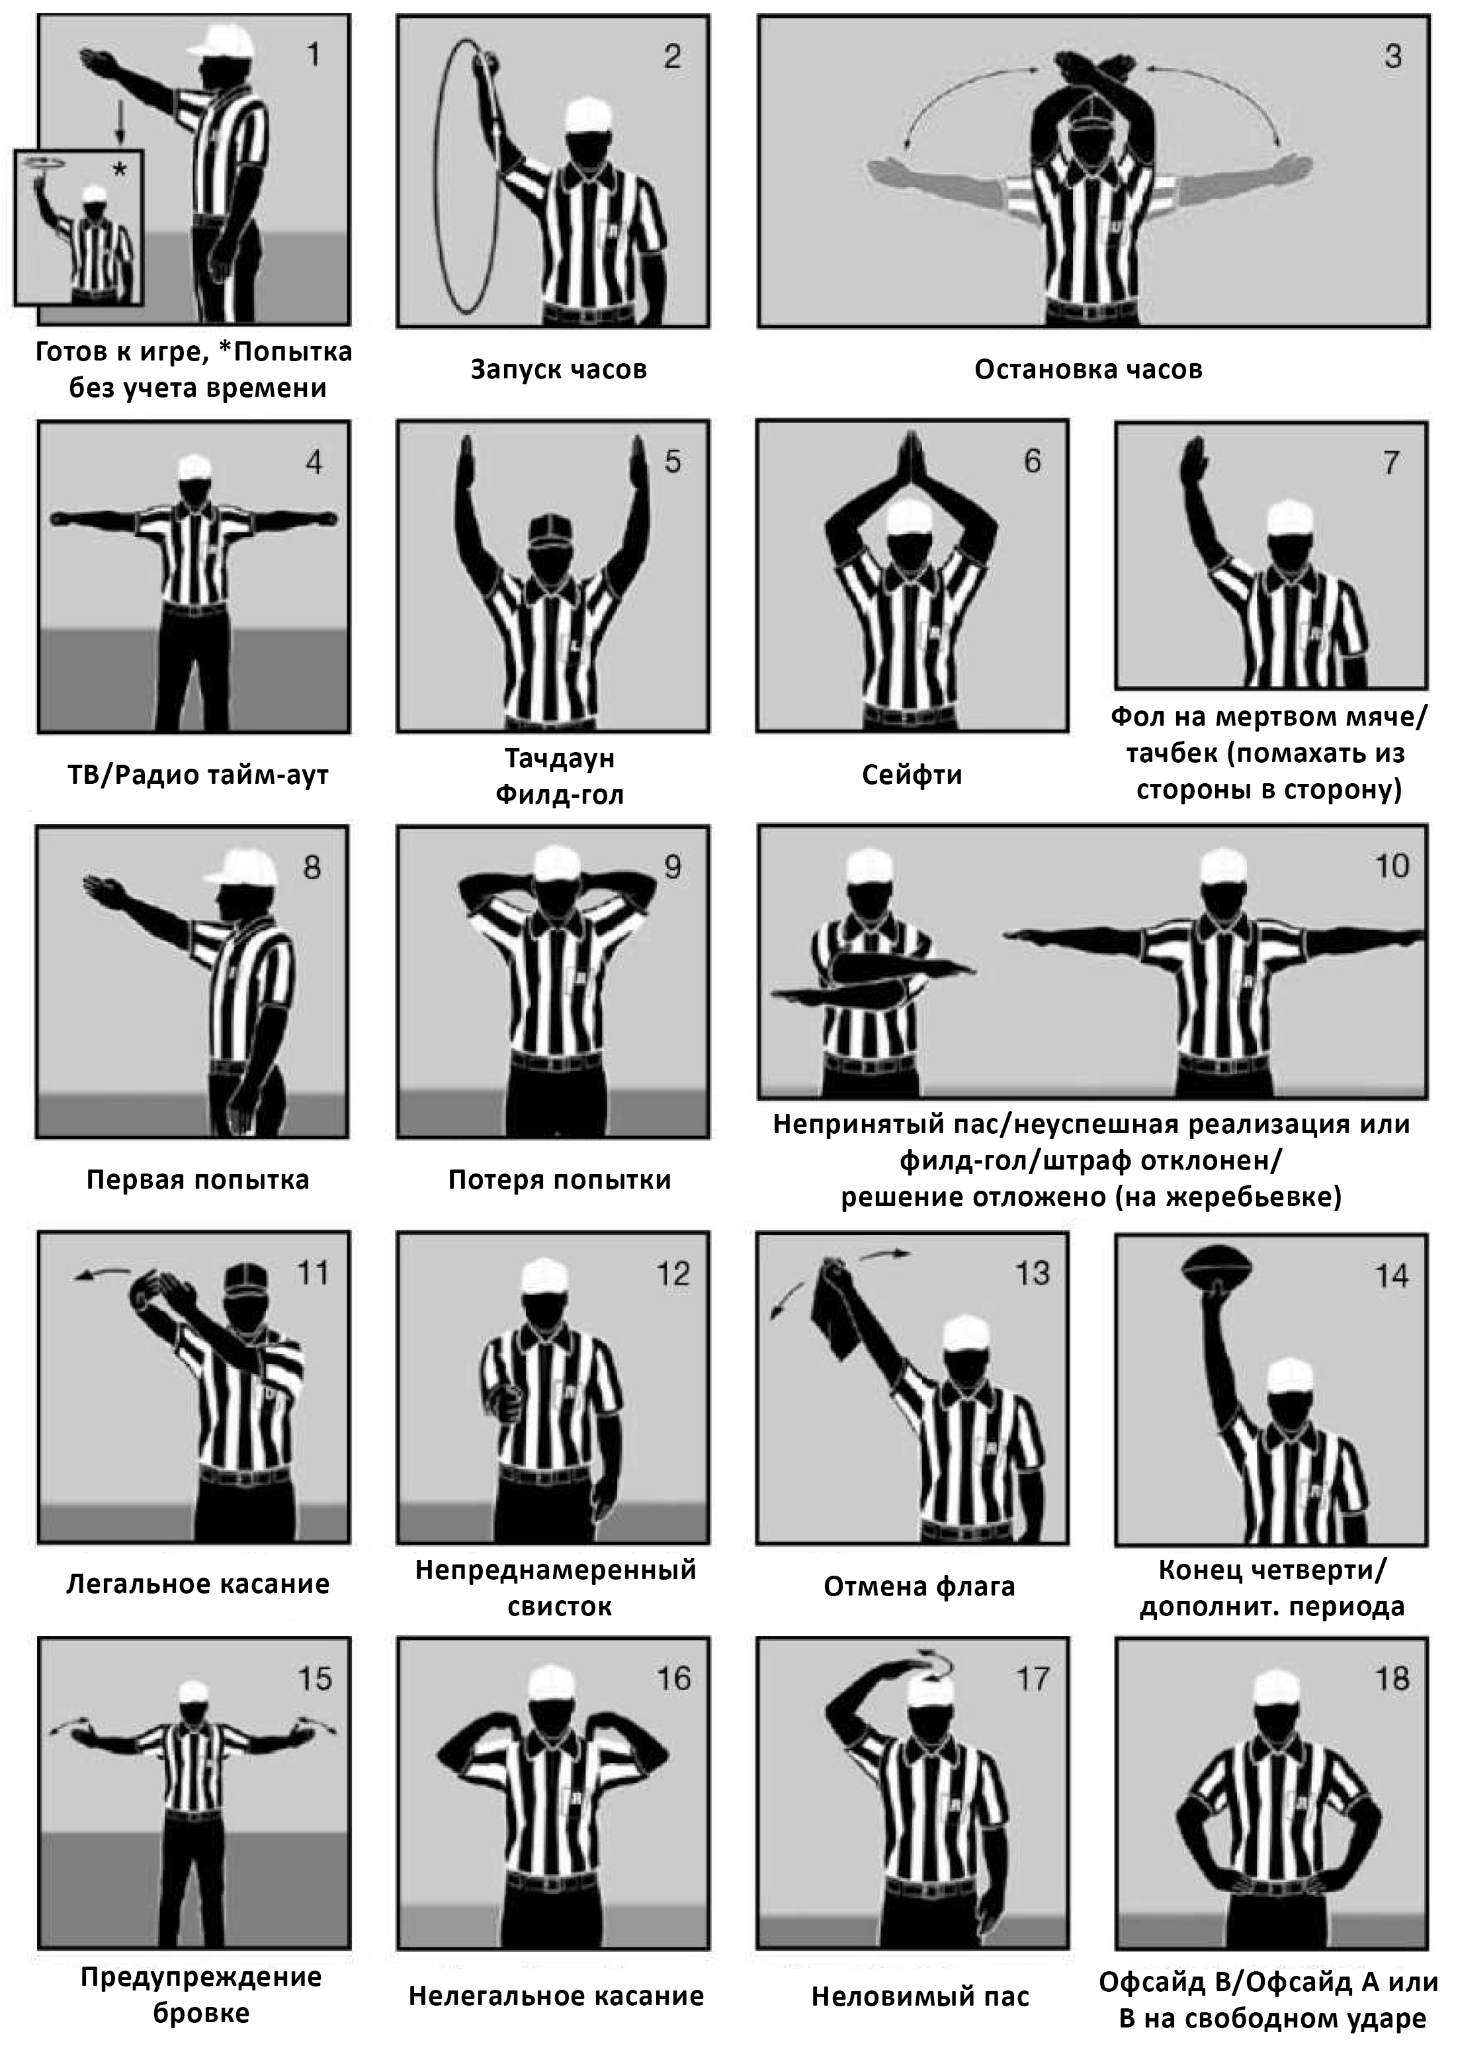 1
2
3
*
Готов к игре, *Попытка
без учета времени
Запуск часов
Остановка часов
4
5
6
7
ТВ/Радио тайм-аут
Тачдаун
Филд-гол
Сейфти
Фол на мертвом мяче/
тачбек (помахать из
стороны в сторону)
8
9
10
Первая попытка
Потеря попытки
Непринятый пас/неуспешная реализация или
филд-гол/штраф отклонен/
решение отложено (на жеребьевке)
11
12
13
14
Легальное касание
Непреднамеренный
свисток
Отмена флага
Конец четверти/
дополнит. периода
15
16
17
18
Предупреждение
бровке
Нелегальное касание
Неловимый пас
Офсайд В/Офсайд А или
В на свободном ударе